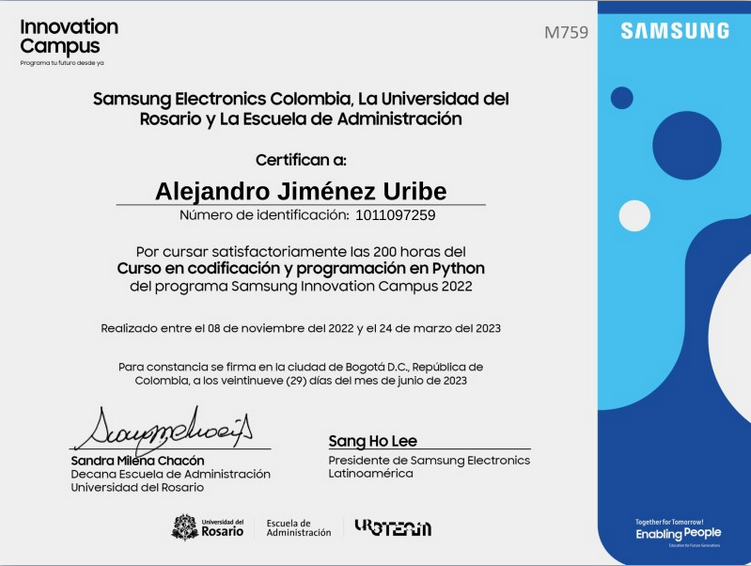 Innovation
Campus
Programa tu futuro desde ya
M759
SAMSUNG
Samsung Electronics Colombia, La Universidad del
Rosario y La Escuela de Administración
Certifican a:
Alejandro Jiménez Uribe
Número de identificación: 1011097259
Por cursar satisfactoriamente las 200 horas del
Curso en codificación y programación en Python
del programa Samsung Innovation Campus 2022
Realizado entre el 08 de noviembre del 2022 y el 24 de marzo del 2023
Para constancia se firma en la ciudad de Bogotá D.C., República de
Colombia, a los veintinueve (29) días del mes de junio de 2023
Sandra Milena Chacón
Decana Escuela de Administración
Universidad del Rosario
Sang Ho Lee
Presidente de Samsung Electronics
Latinoamérica
Universidad del
Rosario
Escuela de
Administración
Together for Tomorrow!
Enabling People
Education for Future Generations